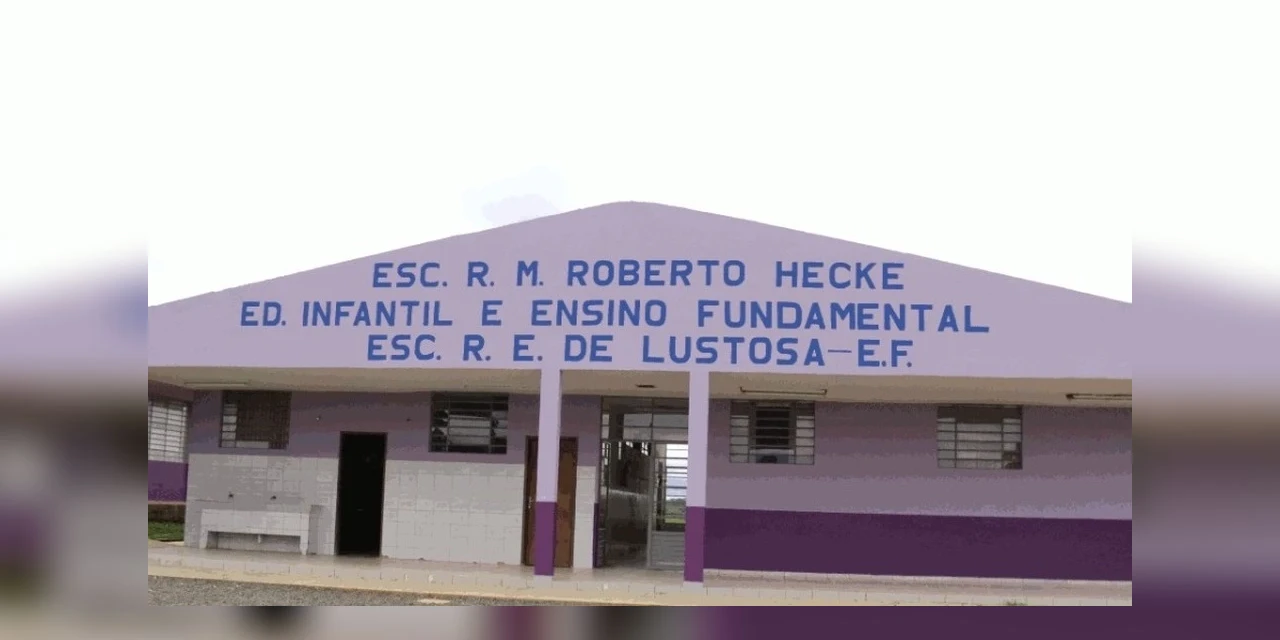 ESC. R. M. ROBERTO HECKE
ED. INFANTIL E ENSINO FUNDAMENTAL
ESC. R. E. DE LUSTOSA-E.F.